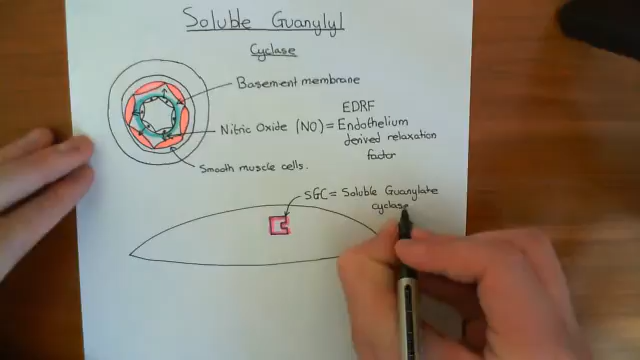 Soluble Guanylyl
Cyclase
Basement membrane
EDRF
Nitric Oxide (NO) = Endothelium
derived relaxation
factor
Smooth muscle cells.
SGC = Soluble Guanylate
cyclase